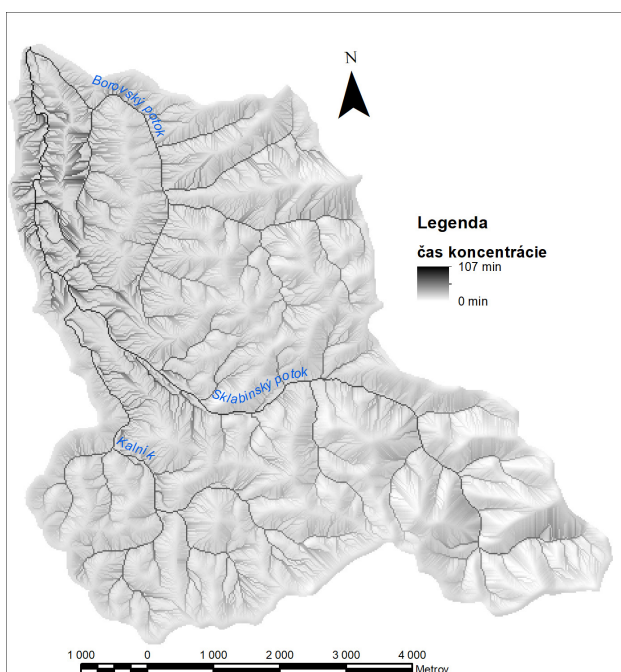 N
Borovský potok
Legenda
čas koncentrácie
107 min
0 min
Sklabinský potok
Kalník
1 000 0 1 000 2 000 3 000 4 000
Metrov